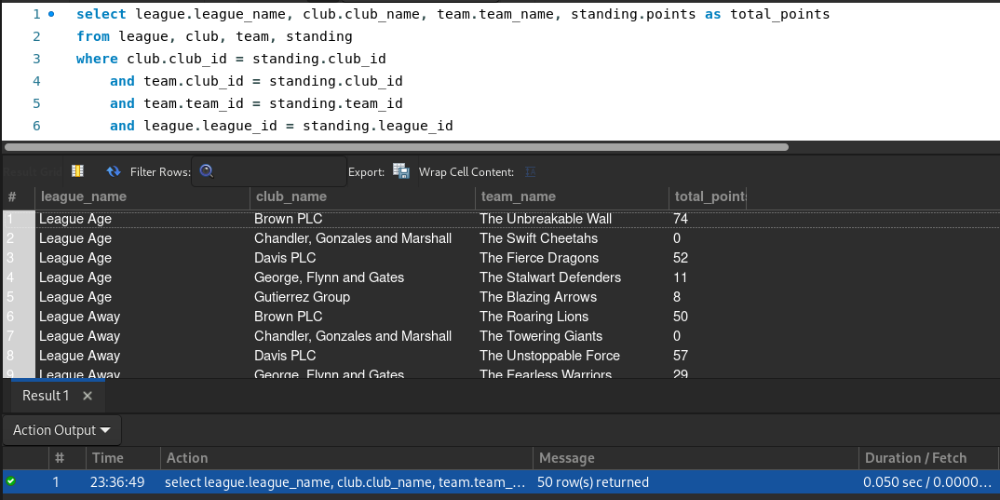 1 select league.league_name, club.club_name, team.team_name, standing.points as total_points
2 from league, club, team, standing
3 where club.club_id = standing.club_id
4 and team.club_id = standing.club_id
5 and team.team_id = standing.team_id
6 and league.league_id = standing.league_id
Result Grid Filter Rows: Export: Wrap Cell Content: IA
# league_name club_name team_name total_points
1 League Age Brown PLC The Unbreakable Wall 74
2 League Age Chandler, Gonzales and Marshall The Swift Cheetahs 0
3 League Age Davis PLC The Fierce Dragons 52
4 League Age George, Flynn and Gates The Stalwart Defenders 11
5 League Age Gutierrez Group The Blazing Arrows 8
6 League Away Brown PLC The Roaring Lions 50
7 League Away Chandler, Gonzales and Marshall The Towering Giants 0
8 League Away Davis PLC The Unstoppable Force 57
9 League Away George, Flynn and Gates The Fearless Warriors 29
Result 1 ×
Action Output
# Time Action Message Duration / Fetch
1 23:36:49 select league.league_name, club.club_name, team.team_... 50 row(s) returned 0.050 sec / 0.0000...